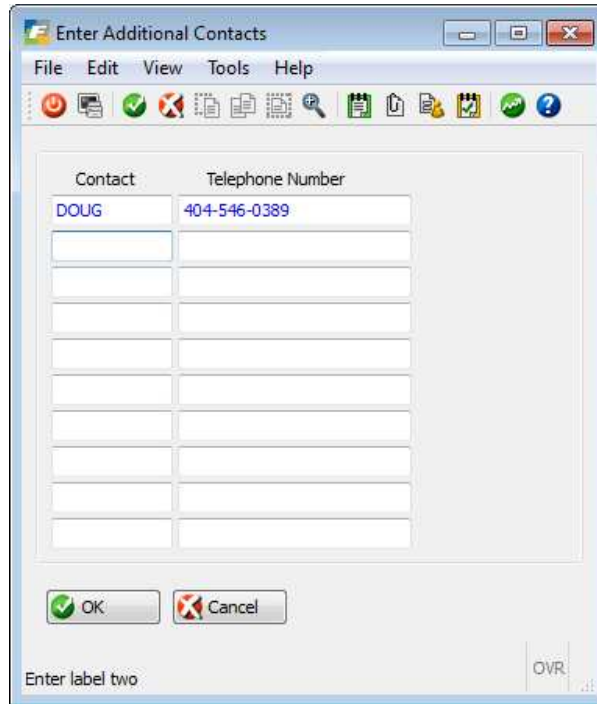 Enter Additional Contacts
File Edit View Tools Help
Contact Telephone Number
DOUG 404-546-0389
OK Cancel
Enter label two OVR